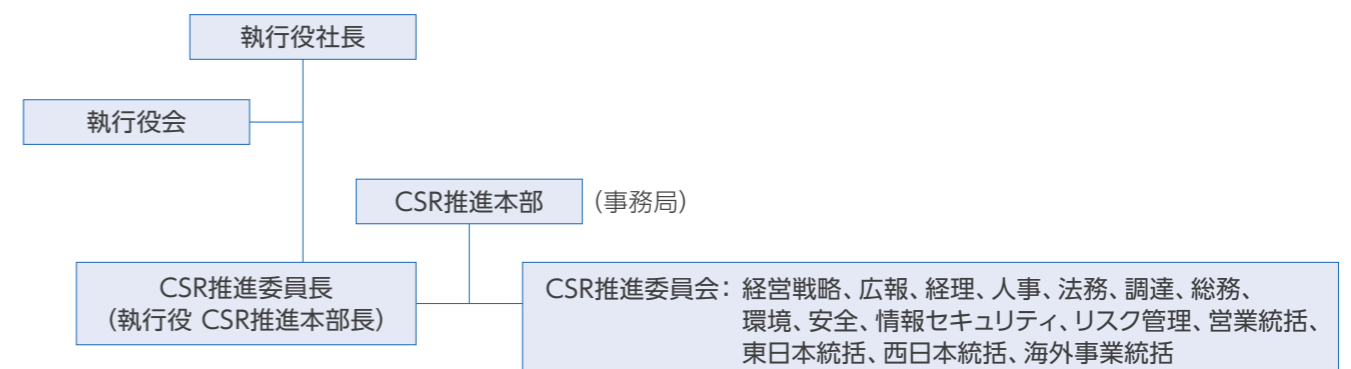 執行役社長
執行役会
CSR推進本部 (事務局)
CSR推進委員長
(執行役 CSR推進本部長)
CSR推進委員会: 経営戦略、広報、経理、人事、法務、調達、総務、
環境、安全、情報セキュリティ、リスク管理、営業統括、
東日本統括、西日本統括、海外事業統括